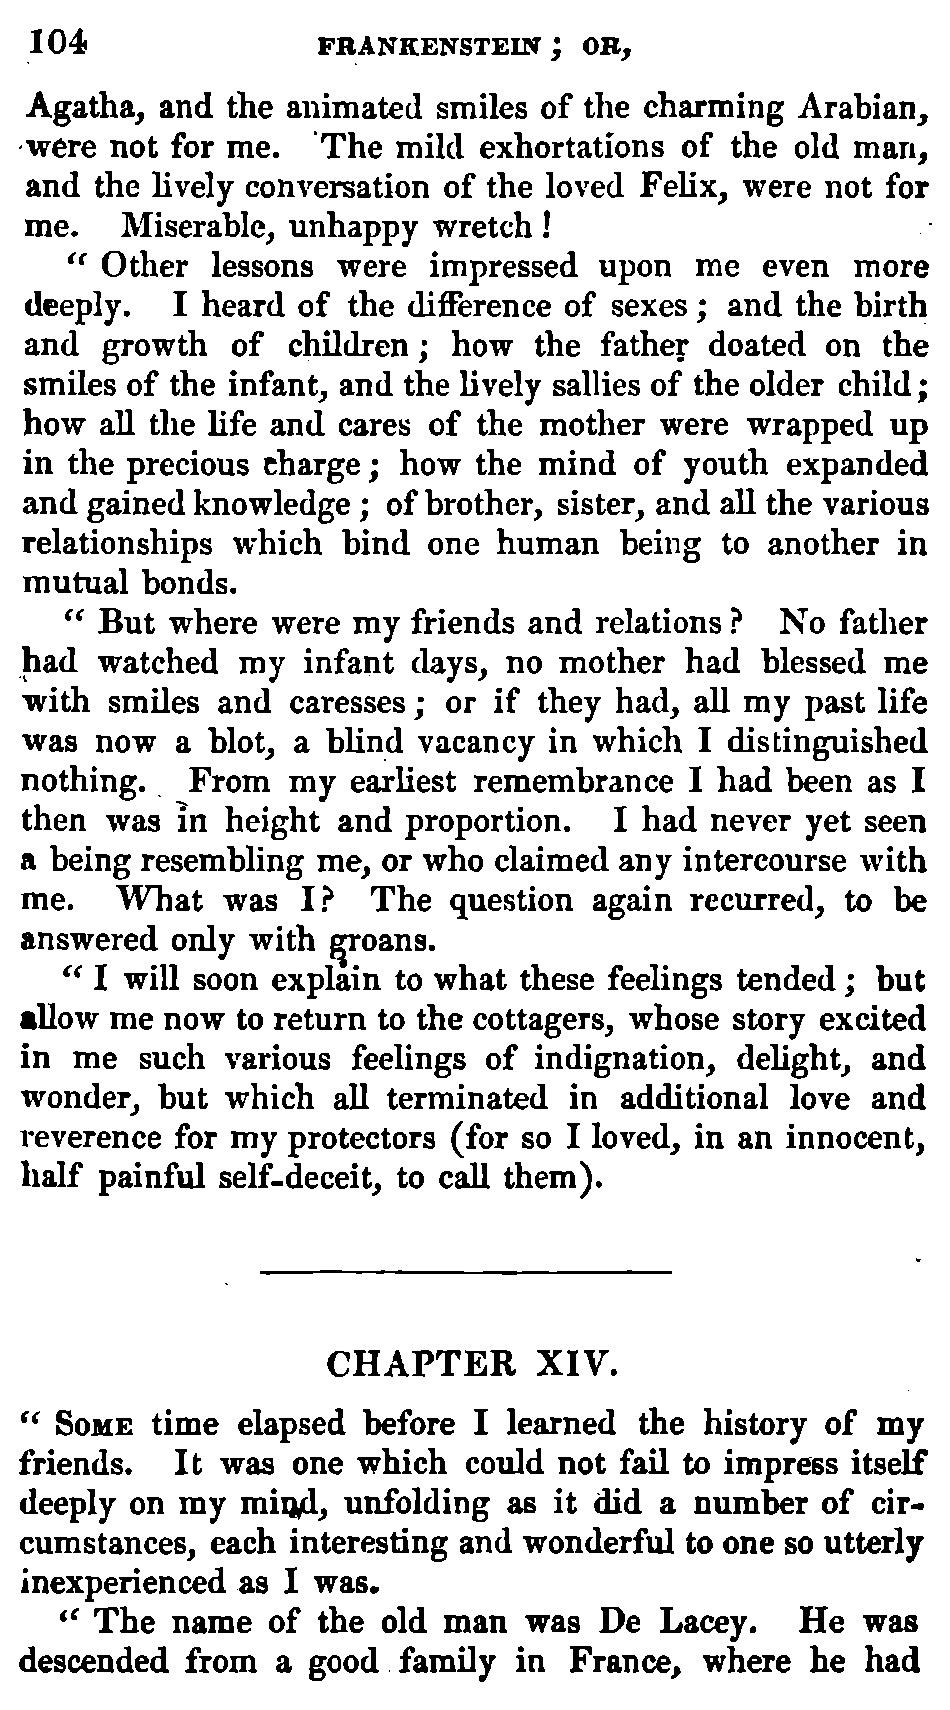 104 FRANKENSTEIN ; OR,
Agatha, and the animated smiles of the charming Arabian,
were not for me. The mild exhortations of the old man,
and the lively conversation of the loved Felix, were not for
me. Miserable, unhappy wretch !
“ Other lessons were impressed upon me even more
deeply. I heard of the difference of sexes ; and the birth
and growth of children ; how the father doated on the
smiles of the infant, and the lively sallies of the older child ;
how all the life and cares of the mother were wrapped up
in the precious charge ; how the mind of youth expanded
and gained knowledge ; of brother, sister, and all the various
relationships which bind one human being to another in
mutual bonds.
“ But where were my friends and relations ? No father
had watched my infant days, no mother had blessed me
with smiles and caresses ; or if they had, all my past life
was now a blot, a blind vacancy in which I distinguished
nothing. From my earliest remembrance I had been as I
then was in height and proportion. I had never yet seen
a being resembling me, or who claimed any intercourse with
me. What was I ? The question again recurred, to be
answered only with groans.
“ I will soon explain to what these feelings tended ; but
allow me now to return to the cottagers, whose story excited
in me such various feelings of indignation, delight, and
wonder, but which all terminated in additional love and
reverence for my protectors (for so I loved, in an innocent,
half painful self-deceit, to call them).
CHAPTER XIV.
“ SOME time elapsed before I learned the history of my
friends. It was one which could not fail to impress itself
deeply on my mind, unfolding as it did a number of cir-
cumstances, each interesting and wonderful to one so utterly
inexperienced as I was.
“ The name of the old man was De Lacey. He was
descended from a good family in France, where he had